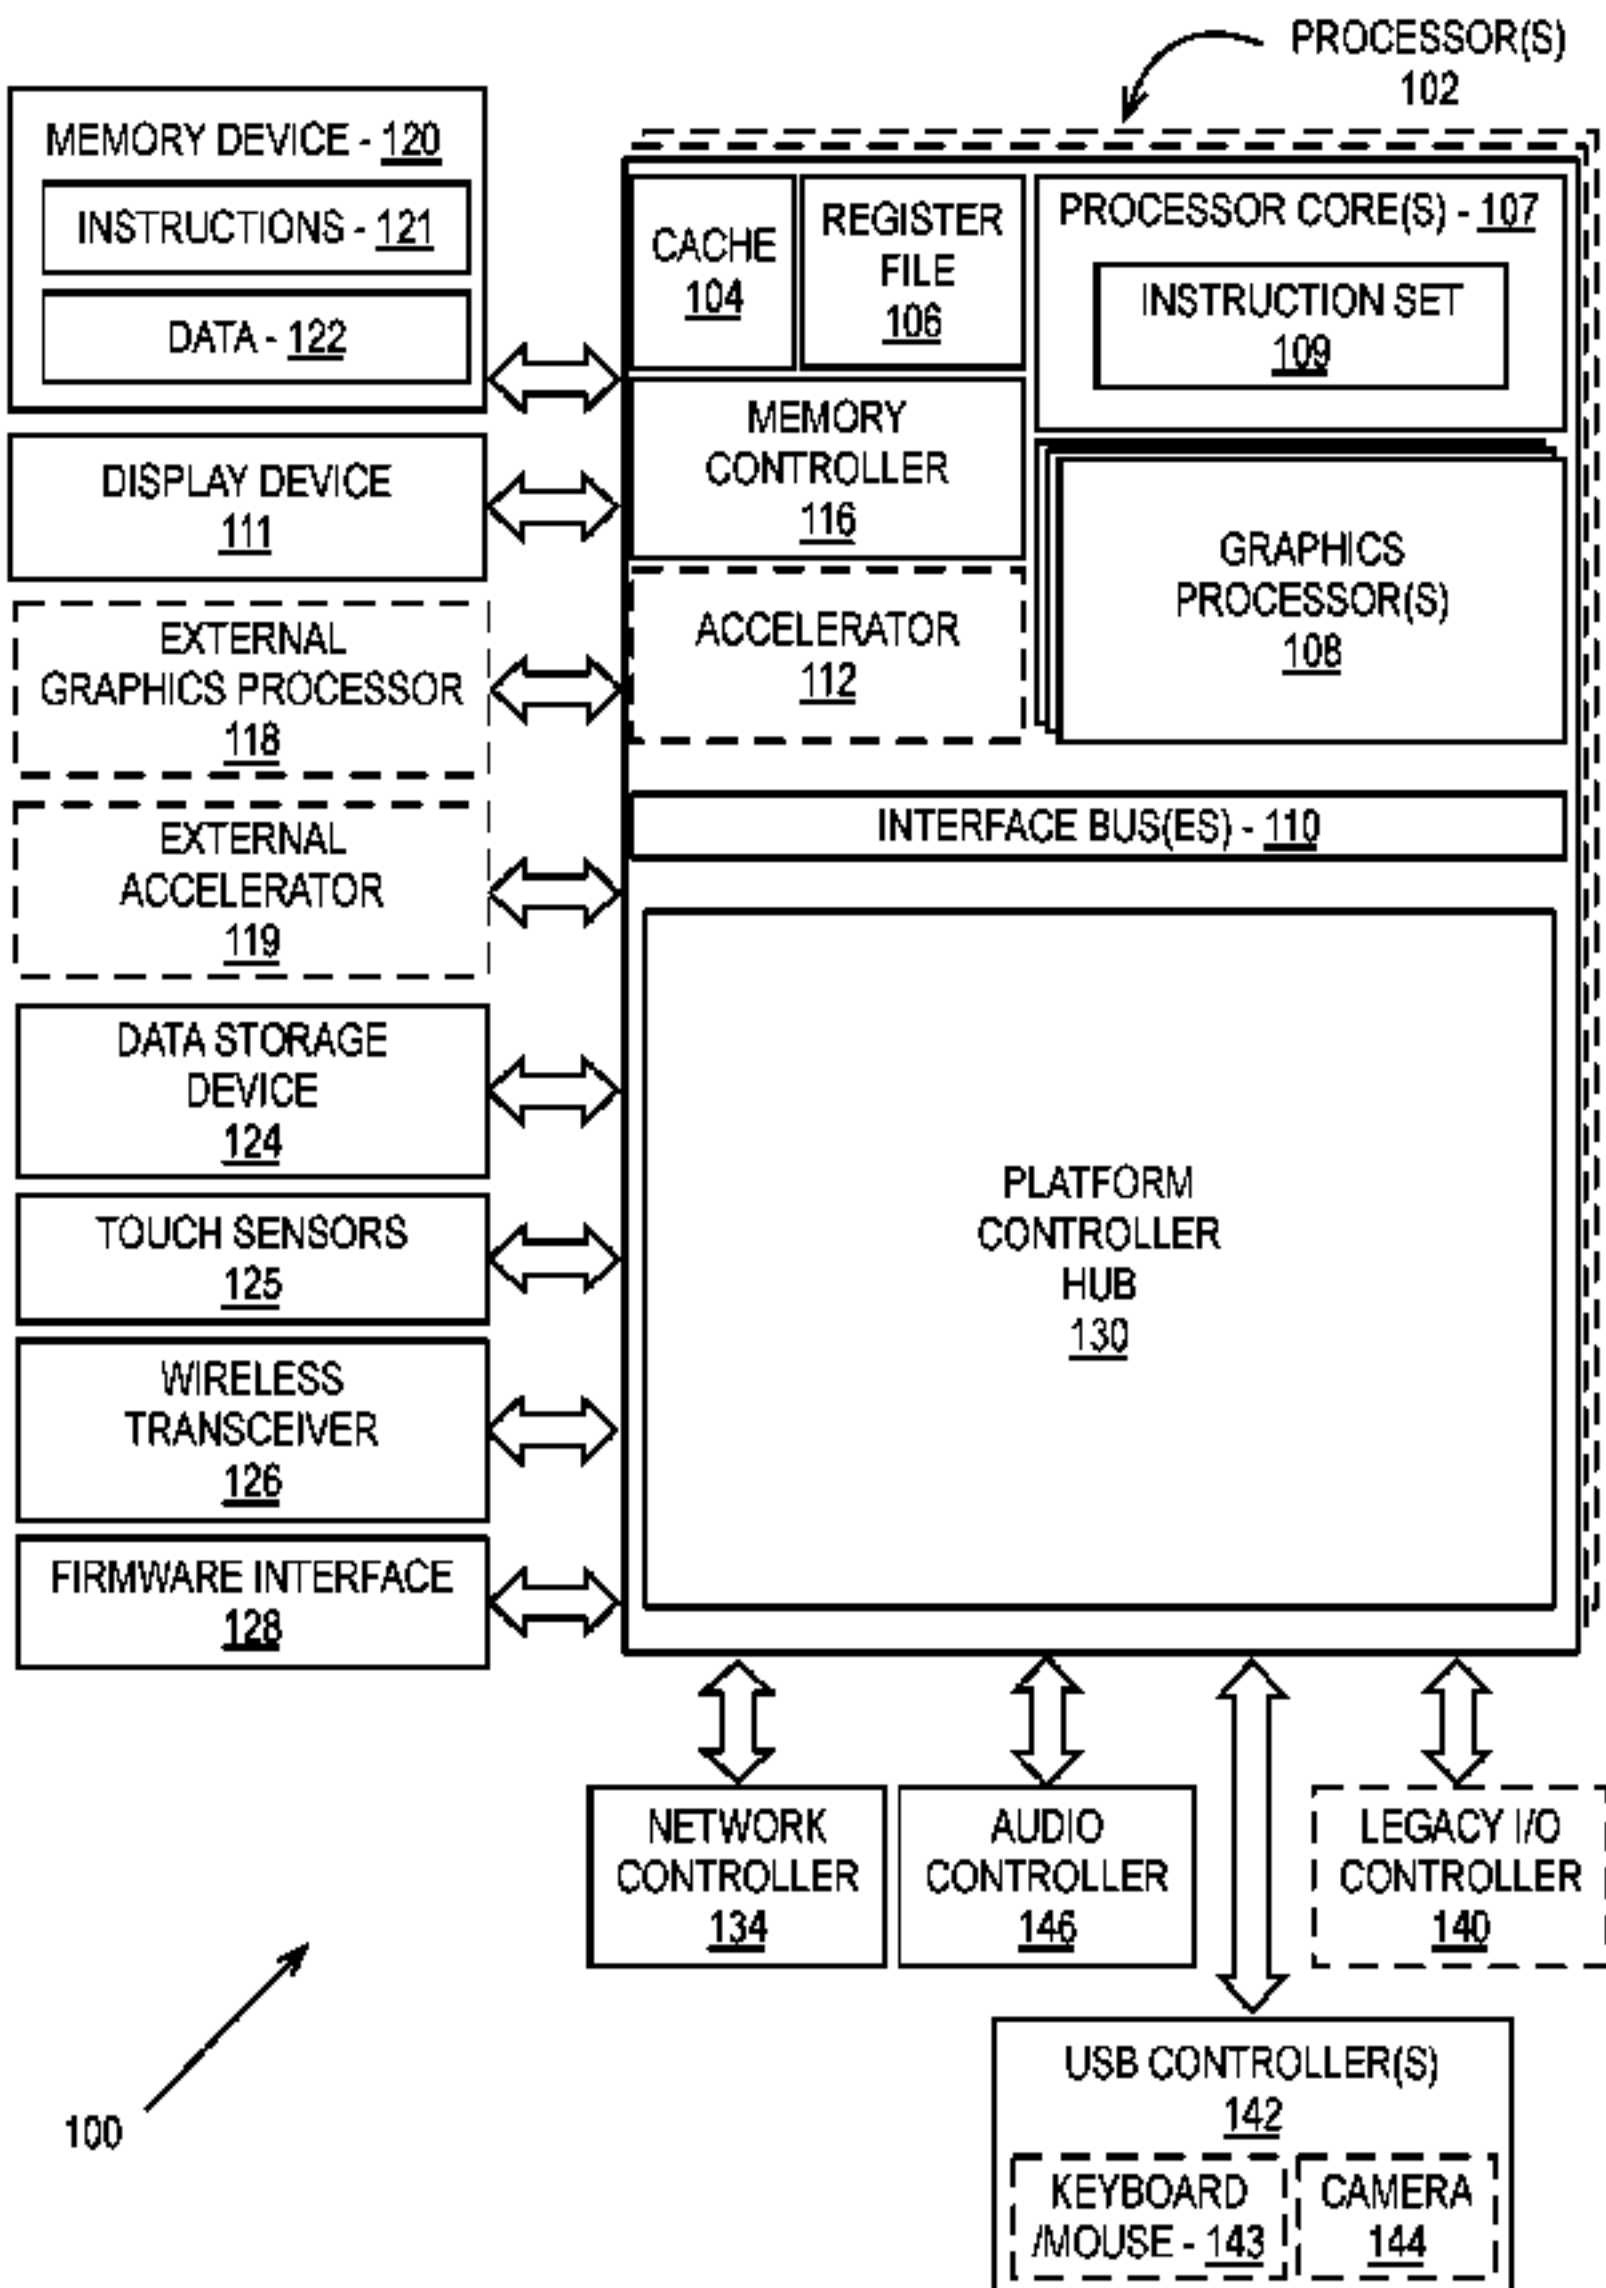 PROCESSOR(S)
102
MEMORY DEVICE - 120
INSTRUCTIONS - 121
DATA - 122
DISPLAY DEVICE
111
EXTERNAL
GRAPHICS PROCESSOR
118
EXTERNAL
ACCELERATOR
119
DATA STORAGE
DEVICE
124
TOUCH SENSORS
125
WIRELESS
TRANSCEIVER
126
FIRMWARE INTERFACE
128
CACHE
104
REGISTER
FILE
106
PROCESSOR CORE(S) - 107
INSTRUCTION SET
109
MEMORY
CONTROLLER
116
GRAPHICS
PROCESSOR(S)
108
ACCELERATOR
112
INTERFACE BUS(ES) - 110
PLATFORM
CONTROLLER
HUB
130
NETWORK
CONTROLLER
134
AUDIO
CONTROLLER
146
LEGACY I/O
CONTROLLER
140
USB CONTROLLER(S)
142
KEYBOARD
/MOUSE - 143
CAMERA
144
100